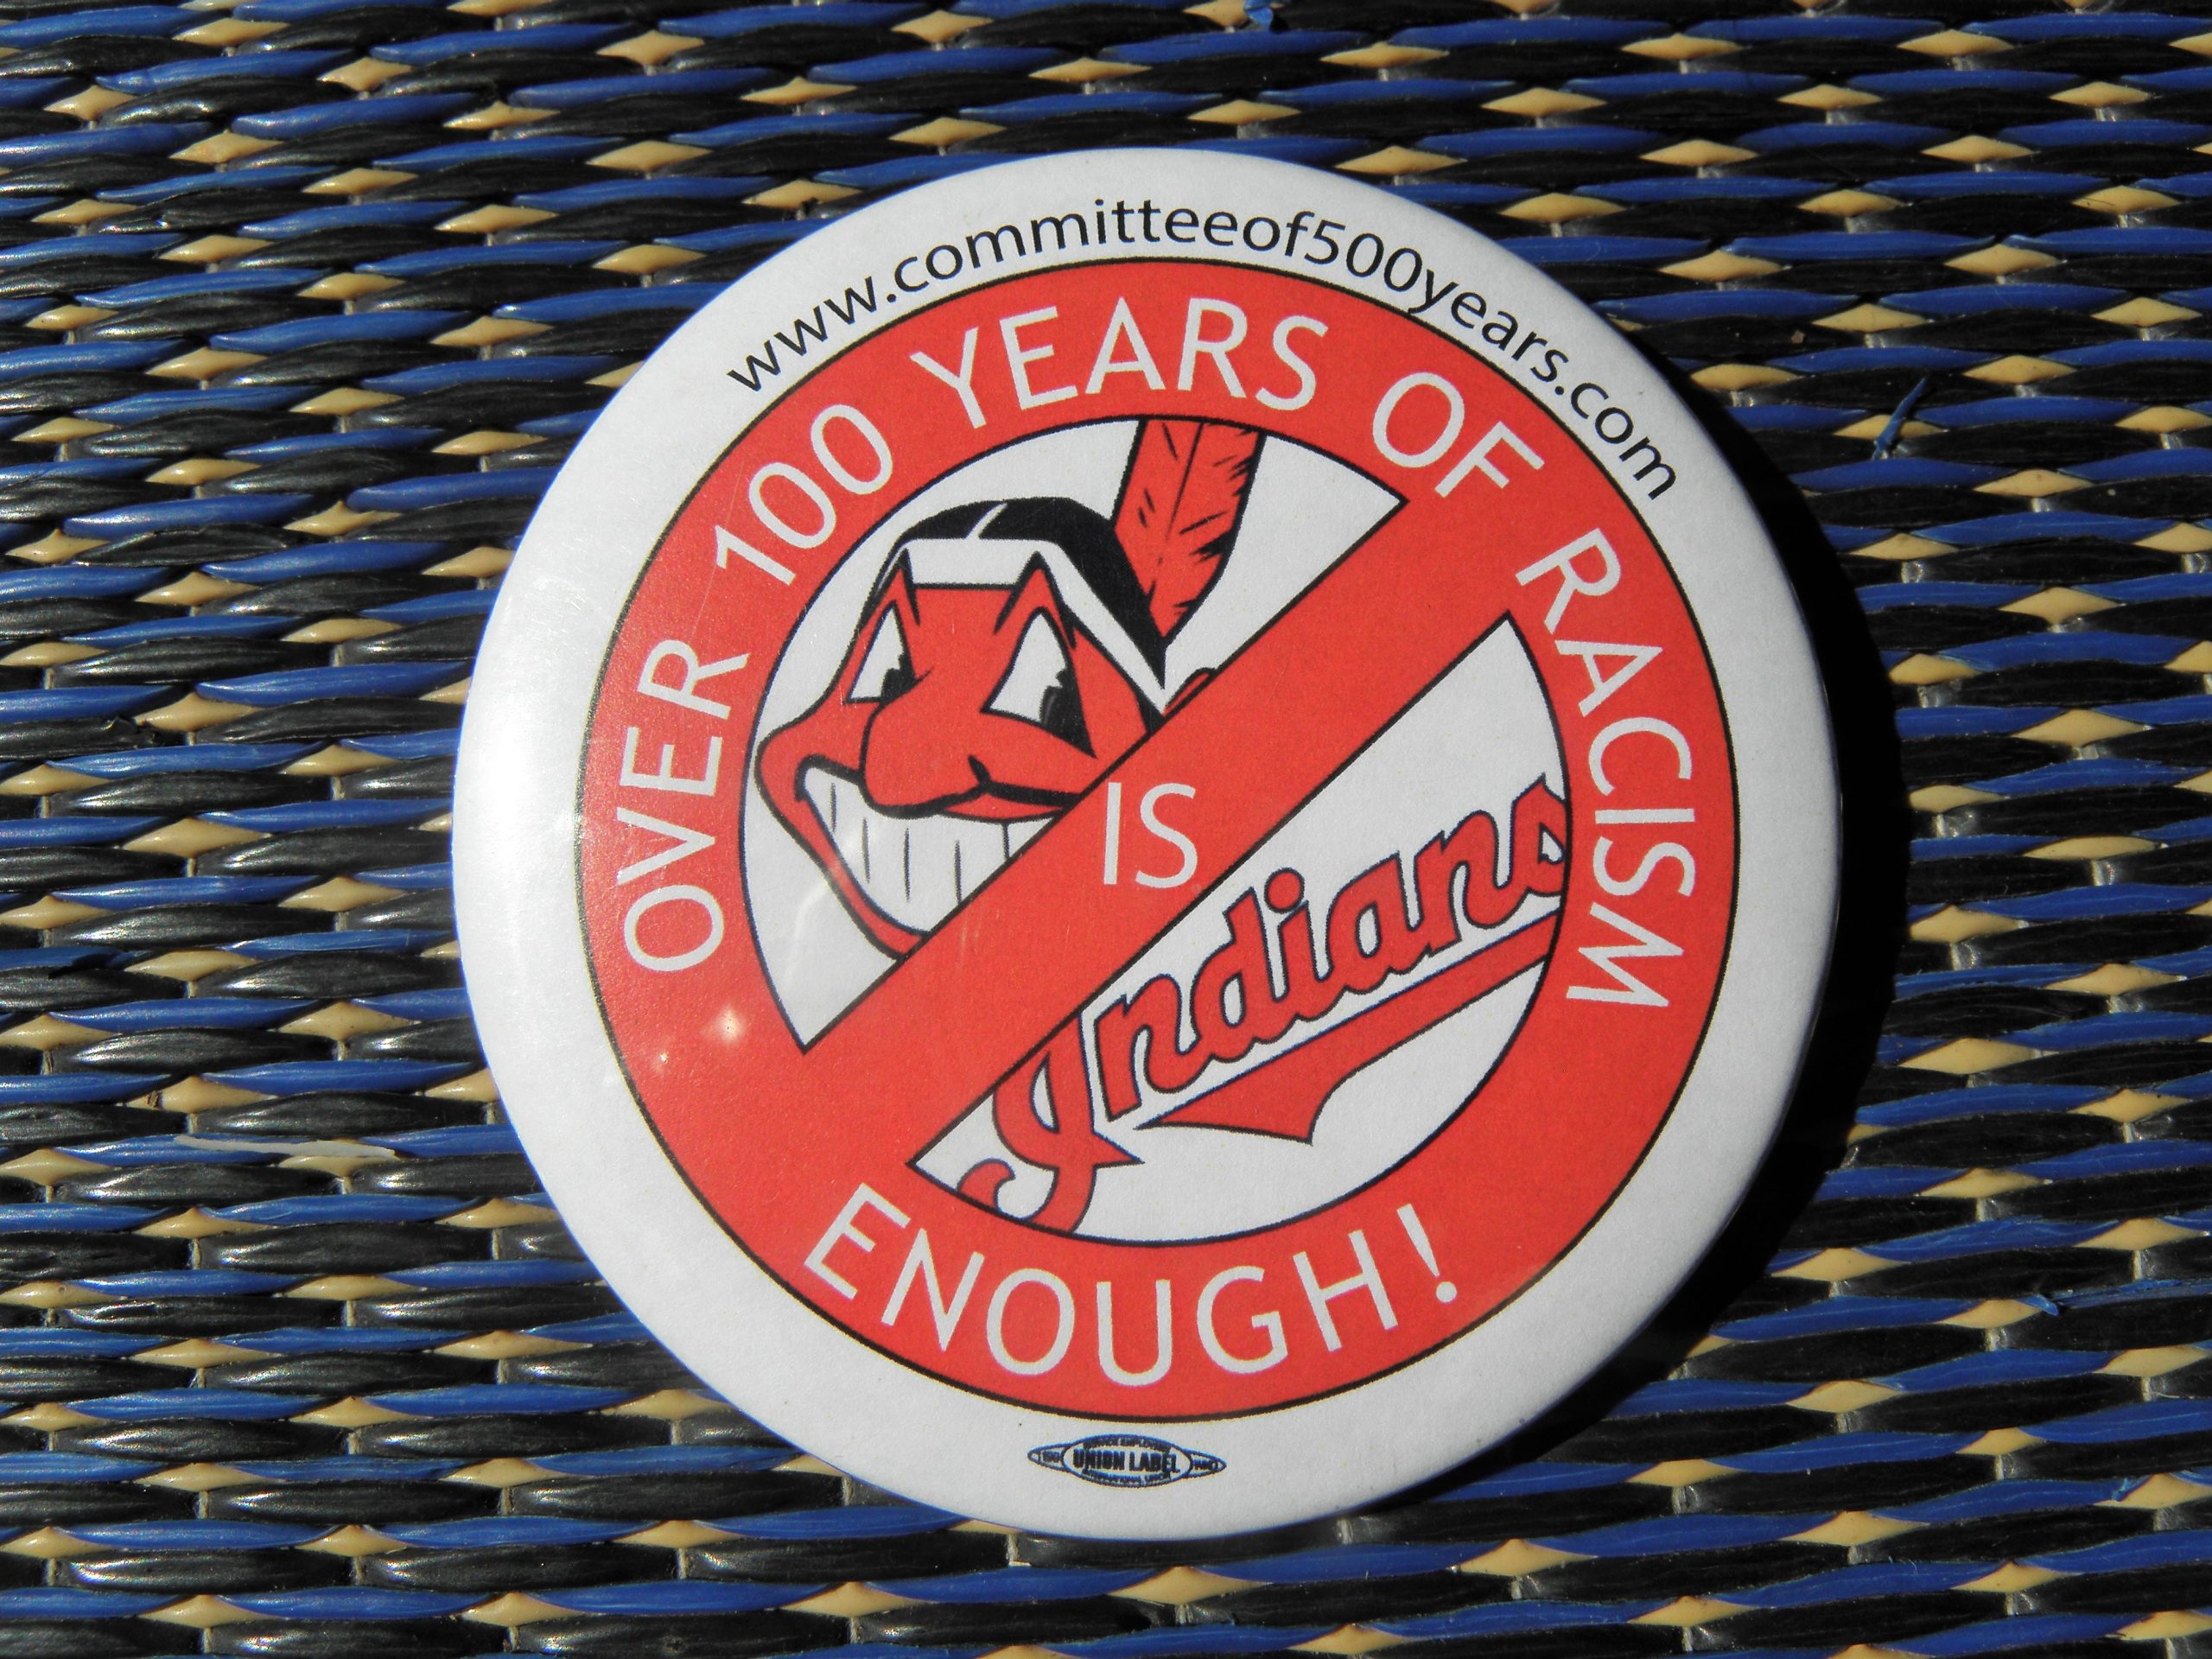 www.committeeof500years.com
OVER 100 YEARS OF RACISM
IS
Indians
ENOUGH!
UNION LABEL